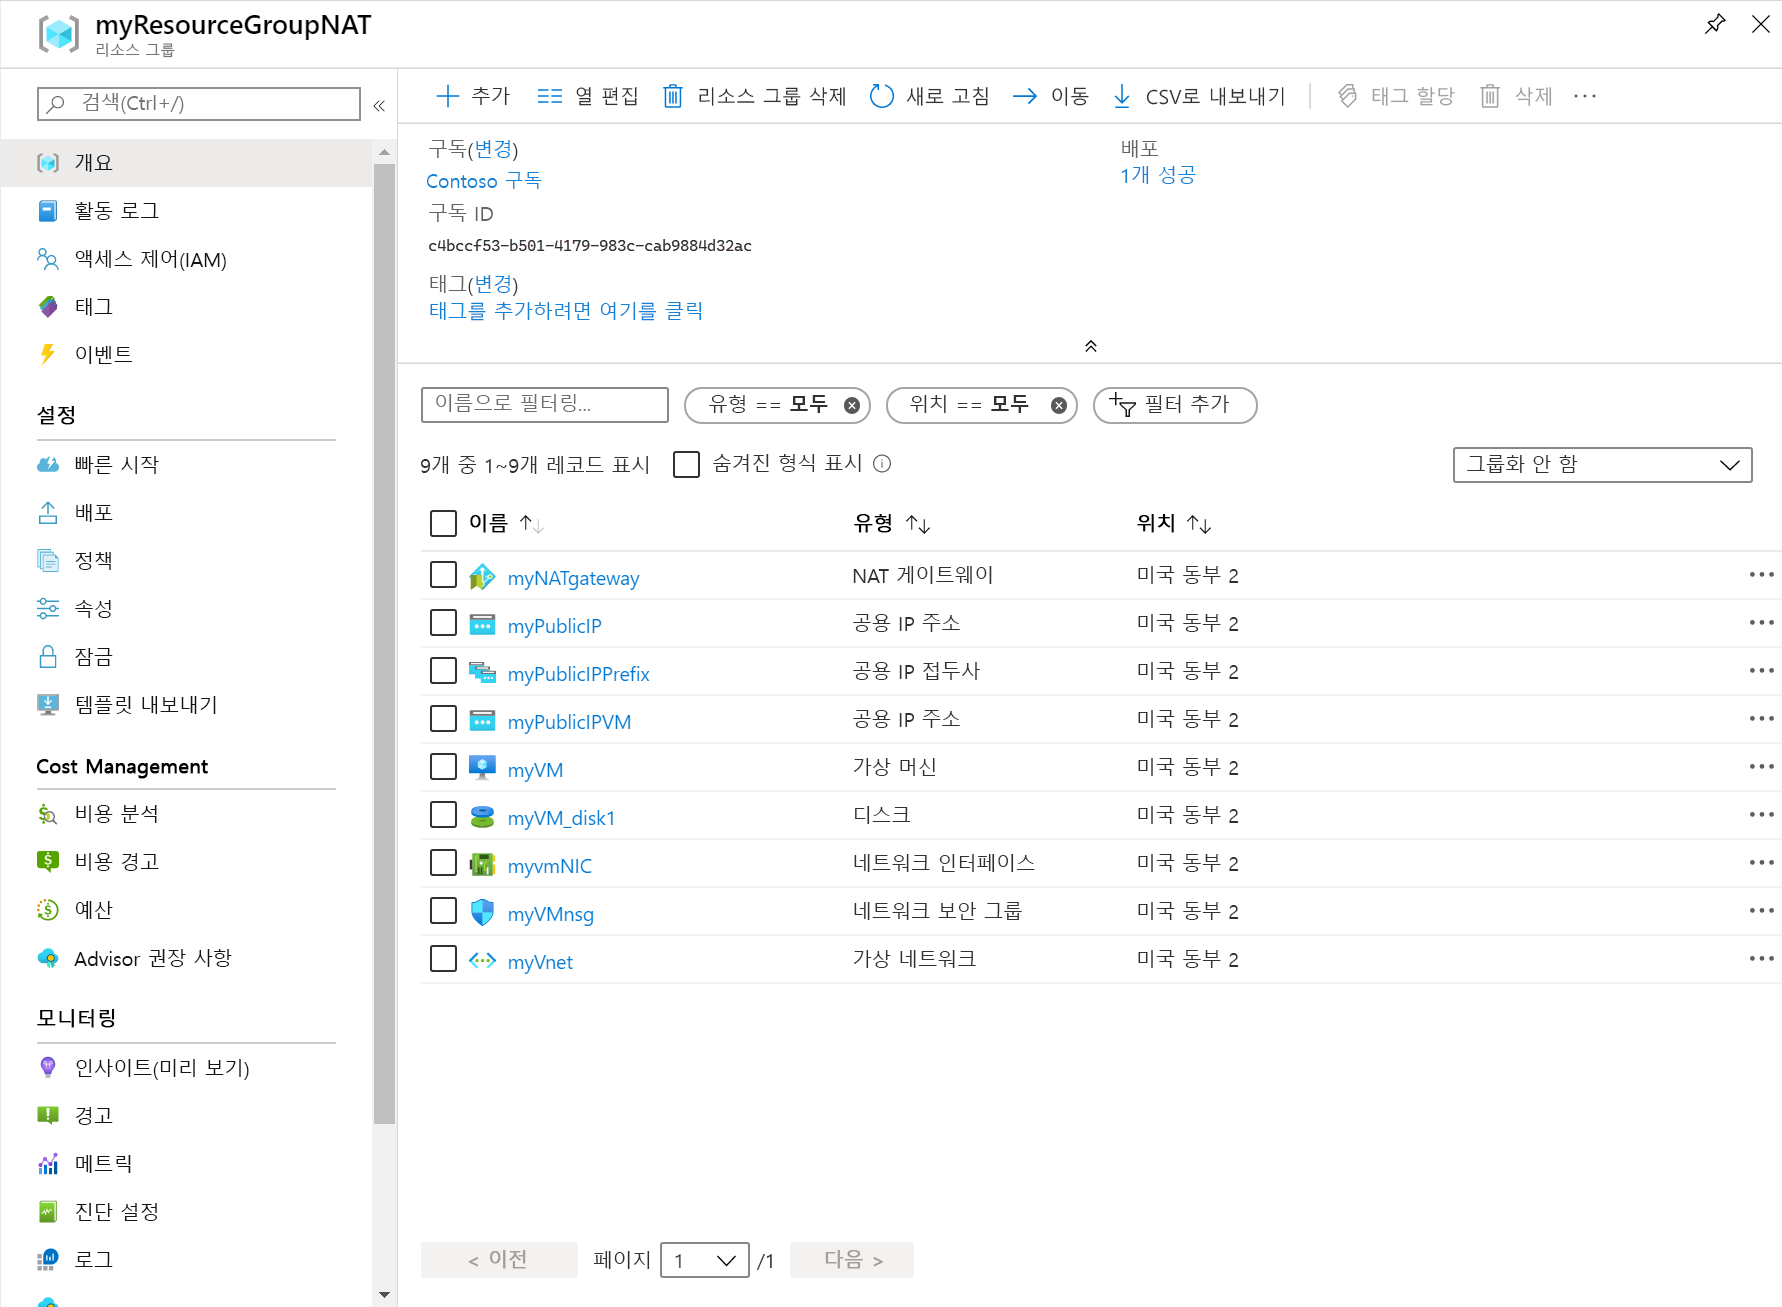 myResourceGroupNAT
리소스 그룹
검색(Ctrl+/)
«
개요
활동 로그
액세스 제어(IAM)
태그
이벤트
설정
빠른 시작
배포
정책
속성
잠금
템플릿 내보내기
Cost Management
비용 분석
비용 경고
예산
Advisor 권장 사항
모니터링
인사이트(미리 보기)
경고
메트릭
진단 설정
로그
추가 열 편집 리소스 그룹 삭제 새로 고침 이동 CSV로 내보내기 태그 할당 삭제 ···
구독(변경)
Contoso 구독
구독 ID
c4bccf53-b501-4179-983c-cab9884d32ac
태그(변경)
태그를 추가하려면 여기를 클릭
배포
1개 성공
이름으로 필터링... 유형 == 모두 위치 == 모두 필터 추가
9개 중 1~9개 레코드 표시 숨겨진 형식 표시 그룹화 안 함
이름 ↑↓ 유형 ↑↓ 위치 ↑↓
myNATgateway NAT 게이트웨이 미국 동부 2 ···
myPublicIP 공용 IP 주소 미국 동부 2 ···
myPublicIPPrefix 공용 IP 접두사 미국 동부 2 ···
myPublicIPVM 공용 IP 주소 미국 동부 2 ···
myVM 가상 머신 미국 동부 2 ···
myVM_disk1 디스크 미국 동부 2 ···
myvmNIC 네트워크 인터페이스 미국 동부 2 ···
myVMnsg 네트워크 보안 그룹 미국 동부 2 ···
myVnet 가상 네트워크 미국 동부 2 ···
< 이전 페이지 1 /1 다음 >